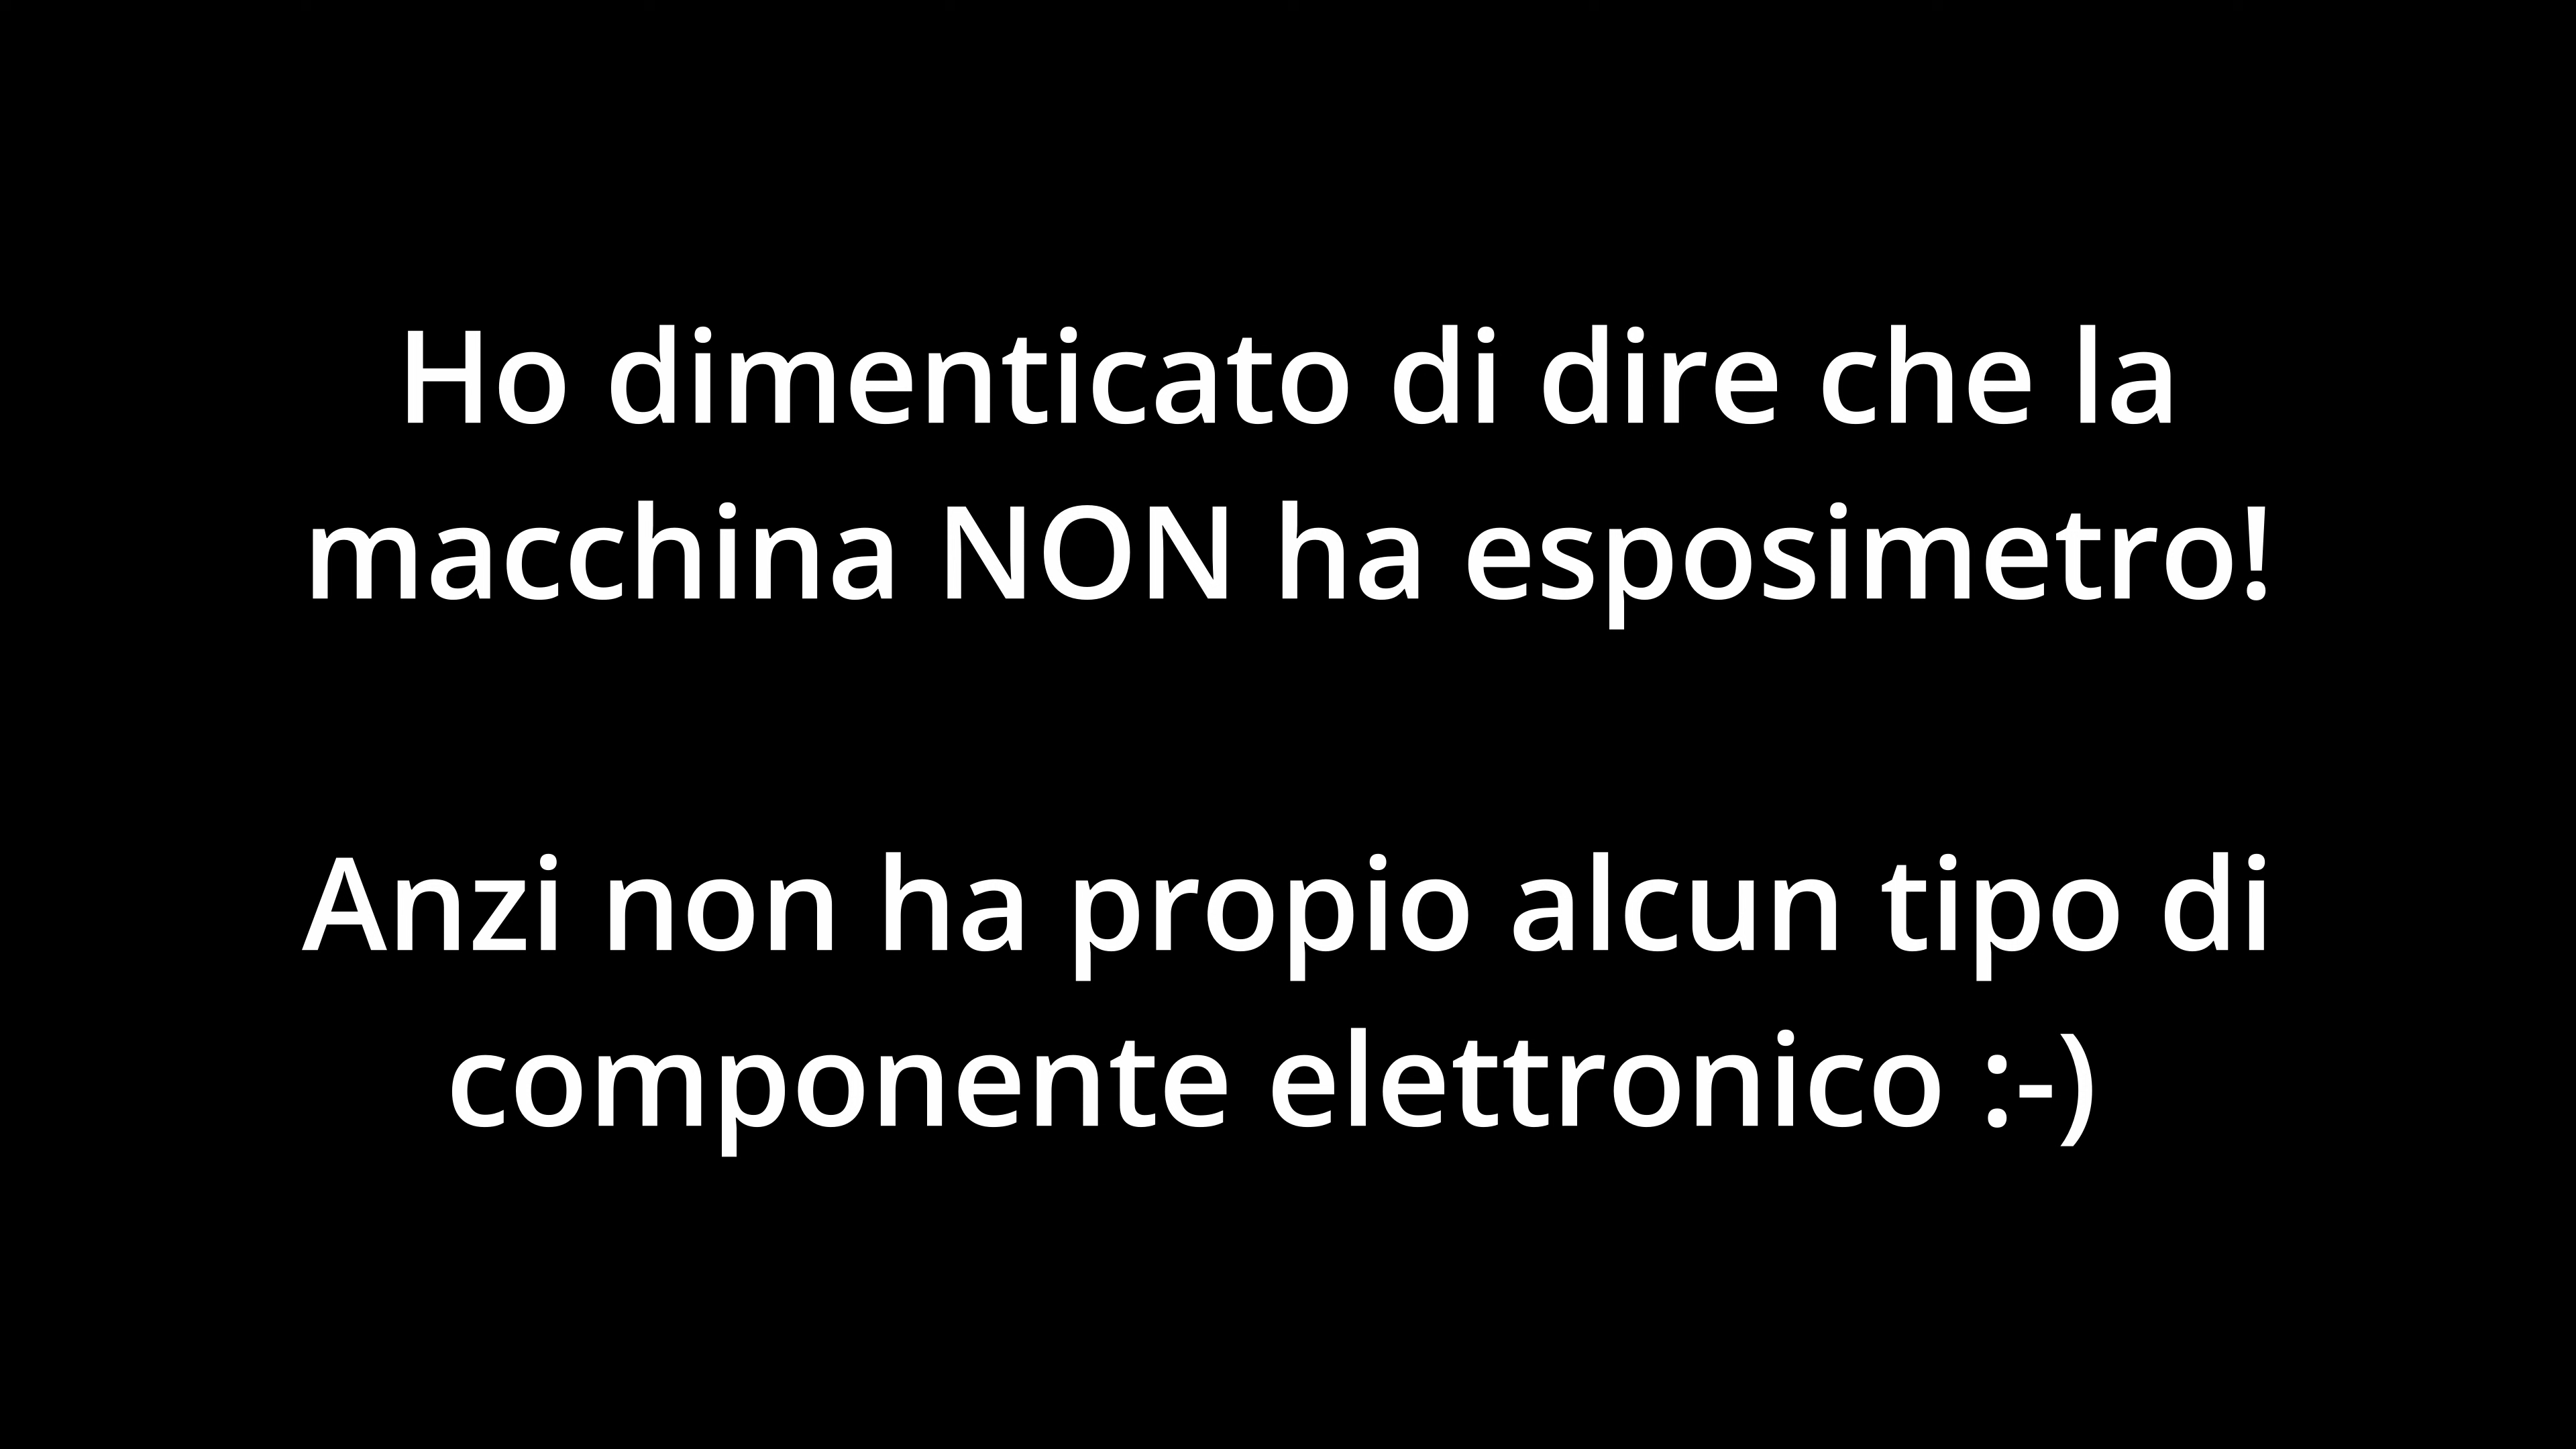 Ho dimenticato di dire che la
macchina NON ha esposimetro!
Anzi non ha propio alcun tipo di
componente elettronico :-)